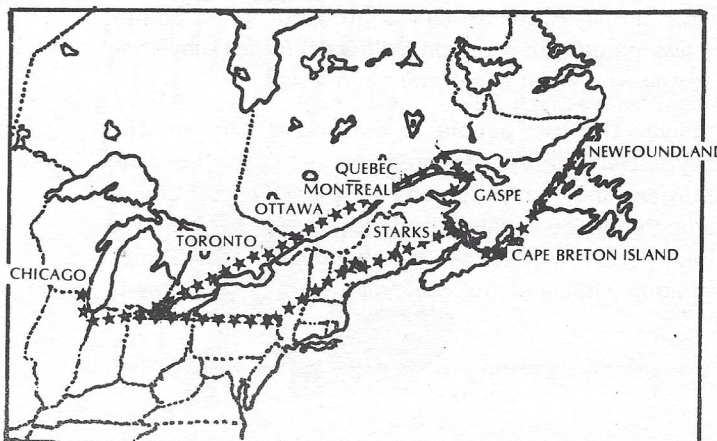 NEWFOUNDLAND
QUEBEC
MONTREAL
GASPE
OTTAWA
STARKS
TORONTO
CAPE BRETON ISLAND
CHICAGO